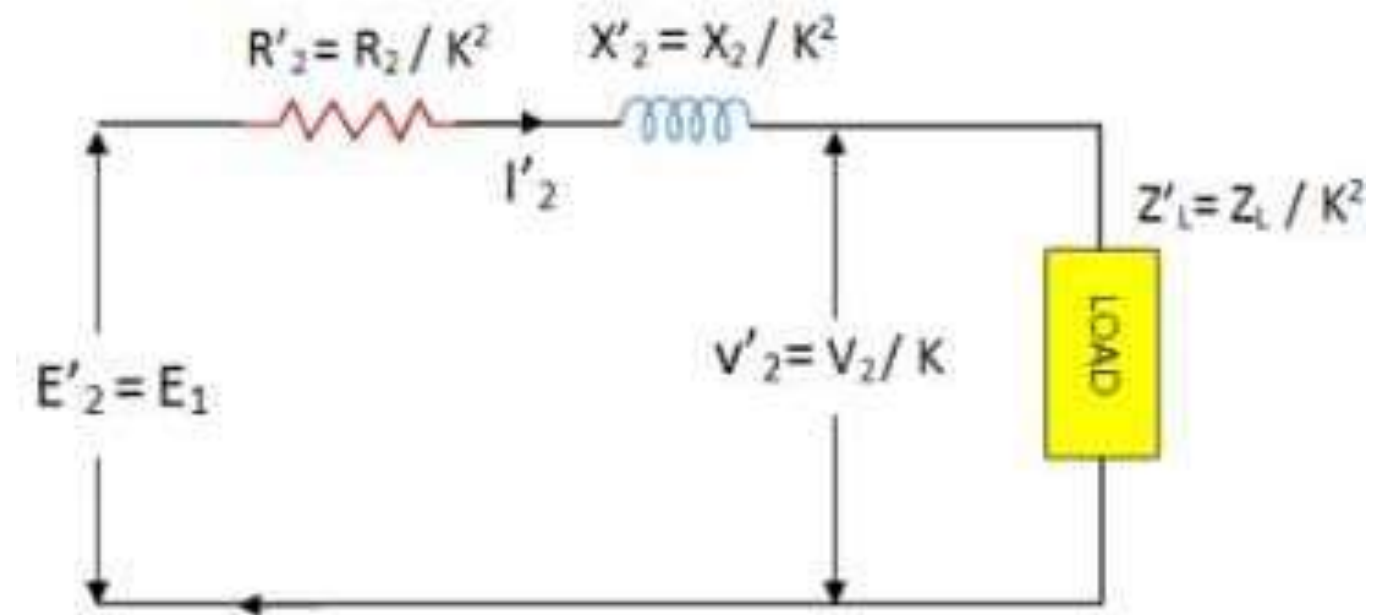 R'₂= R₂ / K²
X'₂= X₂ / K²
I'₂
Z'L= ZL / K²
LOAD
v'₂= V₂/ K
E'₂= E₁